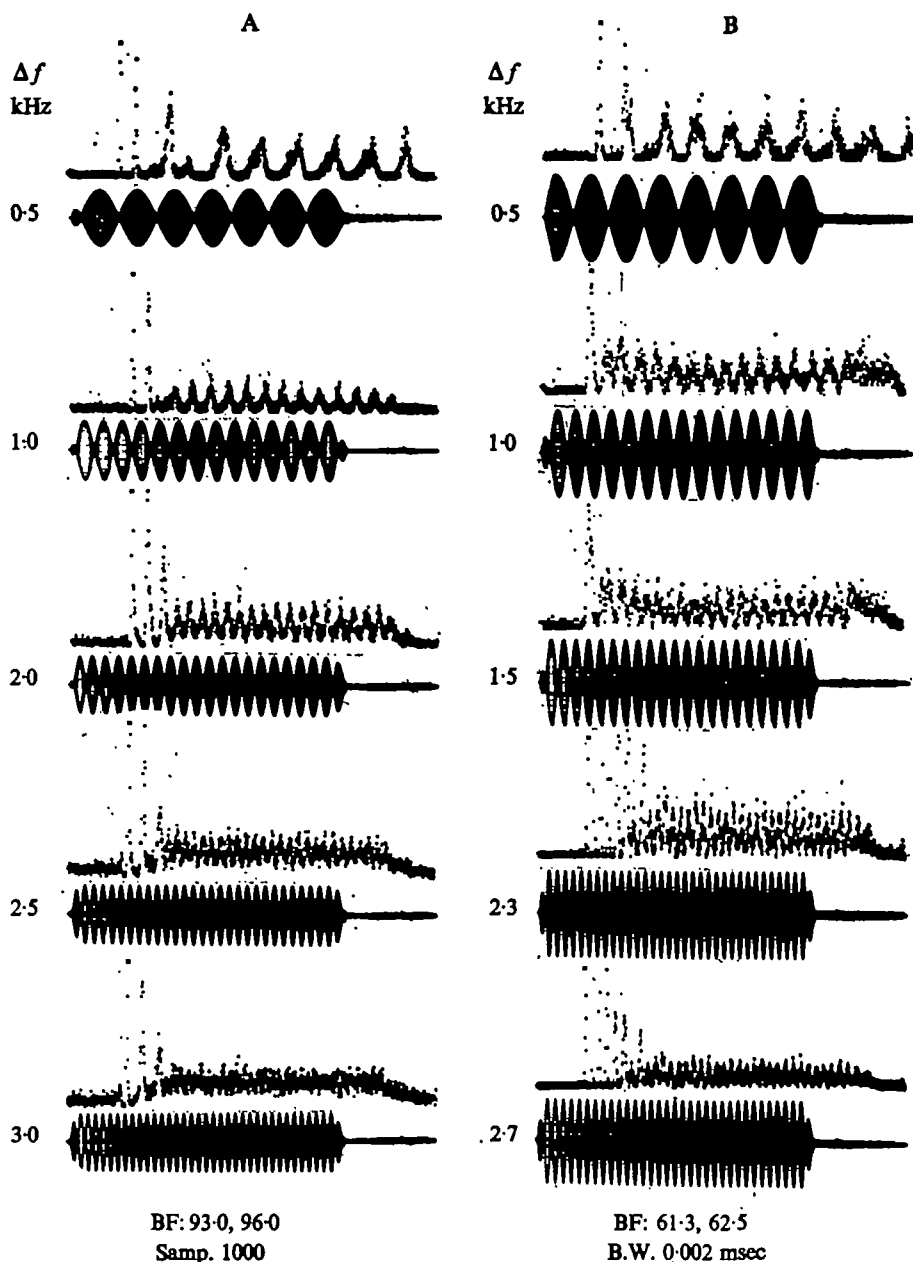 A
B
Δf
kHz
Δf
kHz
0·5
0·5
1·0
1·0
2·0
1·5
2·5
2·3
3·0
2·7
BF: 93·0, 96·0
BF: 61·3, 62·5
Samp. 1000
B.W. 0·002 msec